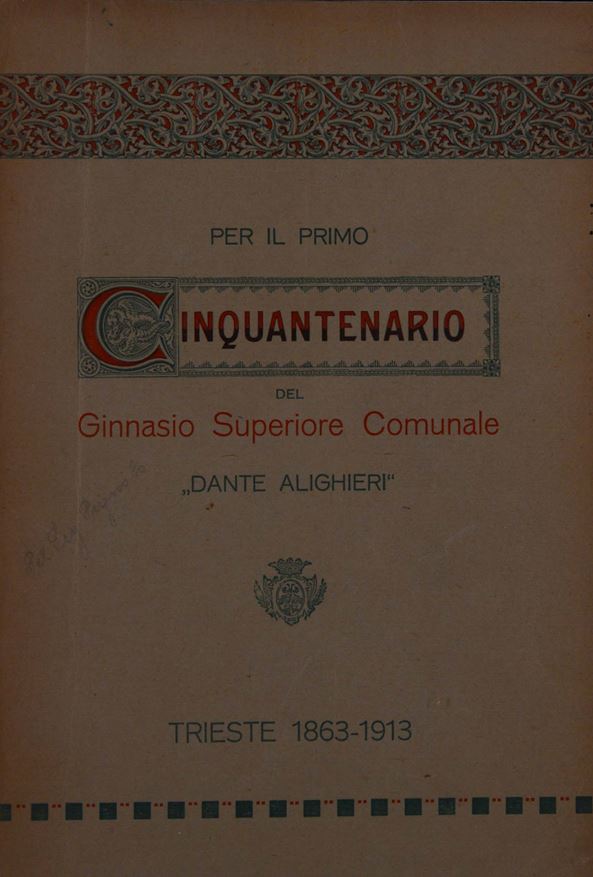 PER IL PRIMO
CINQUANTENARIO
DEL
Ginnasio Superiore Comunale
„DANTE ALIGHIERI“
TRIESTE 1863-1913